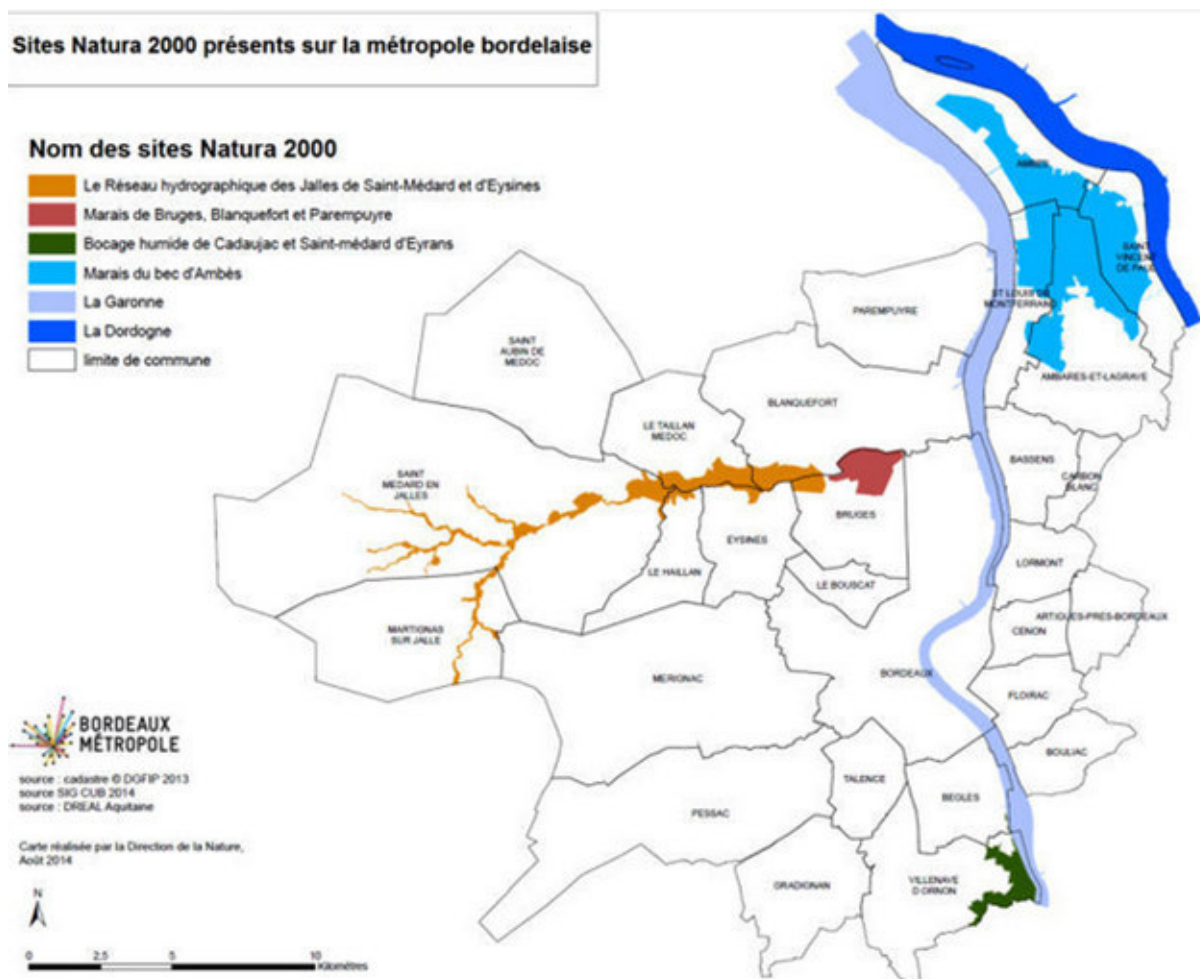 Sites Natura 2000 présents sur la métropole bordelaise
Nom des sites Natura 2000
Le Réseau hydrographique des Jalles de Saint-Médard et d'Eysines
Marais de Bruges, Blanquefort et Parempuyre
Bocage humide de Cadaujac et Saint-médard d'Eyrans
Marais du bec d'Ambès
La Garonne
La Dordogne
limite de commune
AMBES
SAINT
VINCENT
DE PAUL
ST LOUIS DE
MONTFERRAND
PAREMPUYRE
SAINT
AUBIN DE
MEDOC
AMBARES-ET-LAGRAVE
BLANQUEFORT
LE TAILLAN
MEDOC
BASSENS
CARBON
BLANC
SAINT
MEDARD EN
JALLES
BRUGES
EYSINES
LORMONT
LE HAILLAN
LE BOUSCAT
ARTIGUES-PRES-BORDEAUX
CENON
MARTIGNAS
SUR JALLE
MERIGNAC
BORDEAUX
FLOIRAC
BOULIAC
TALENCE
BEGLES
PESSAC
GRADIGNAN
VILLENAVE
D ORNON
BORDEAUX
MÉTROPOLE
source : cadastre © DGFIP 2013
source SIG CUB 2014
source : DREAL Aquitaine
Carte réalisée par la Direction de la Nature,
Août 2014
N
0 2,5 5 10
Kilomètres